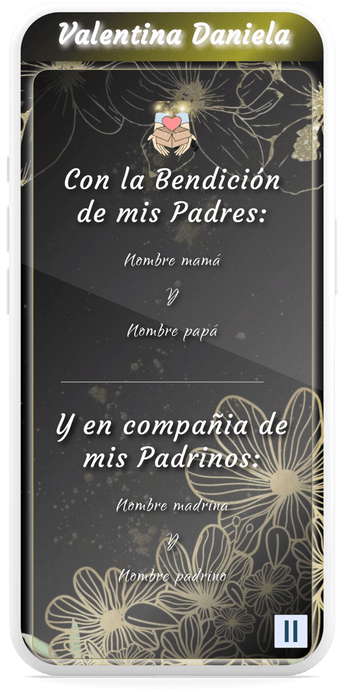 Valentina Daniela
Con la Bendición
de mis Padres:
Nombre mamá
Y
Nombre papá
Y en compañia de
mis Padrinos:
Nombre madrina
Y
Nombre padrino